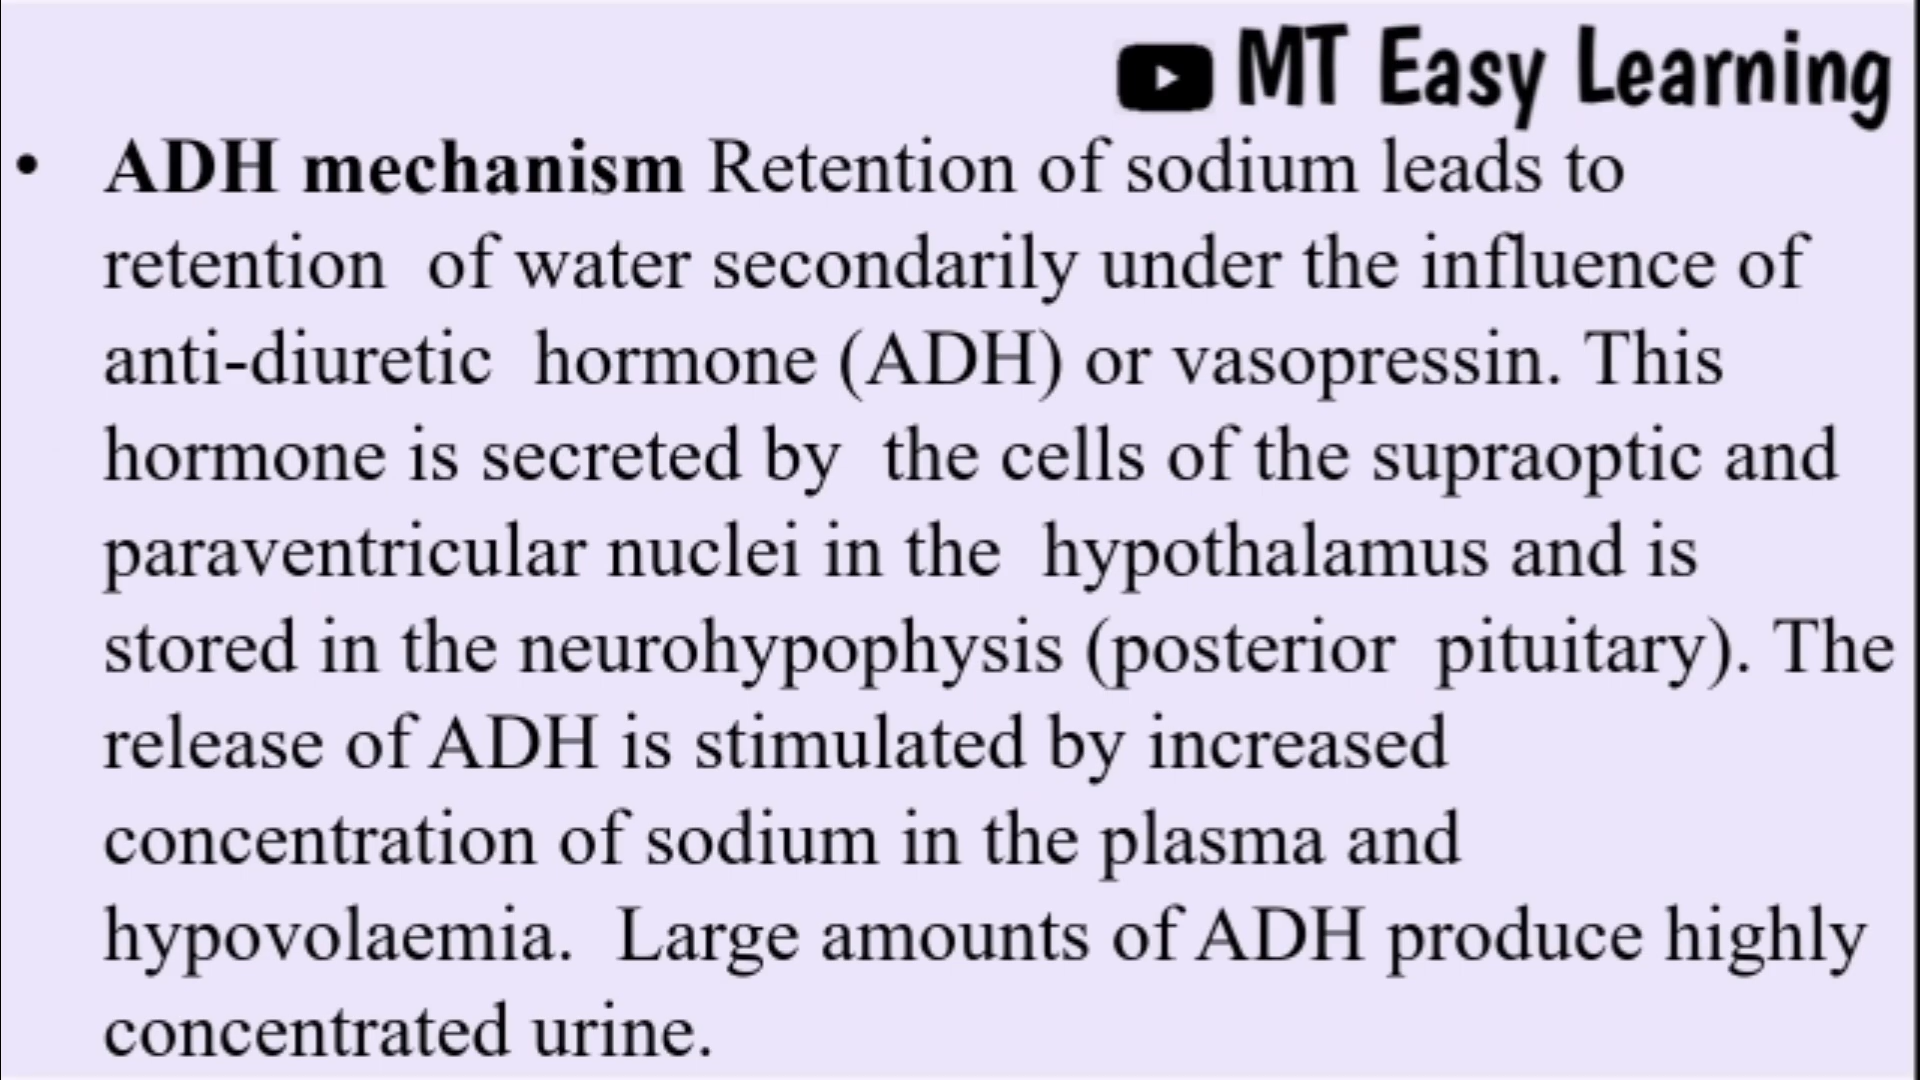 MT Easy Learning
• ADH mechanism Retention of sodium leads to
retention of water secondarily under the influence of
anti-diuretic hormone (ADH) or vasopressin. This
hormone is secreted by the cells of the supraoptic and
paraventricular nuclei in the hypothalamus and is
stored in the neurohypophysis (posterior pituitary). The
release of ADH is stimulated by increased
concentration of sodium in the plasma and
hypovolaemia. Large amounts of ADH produce highly
concentrated urine.